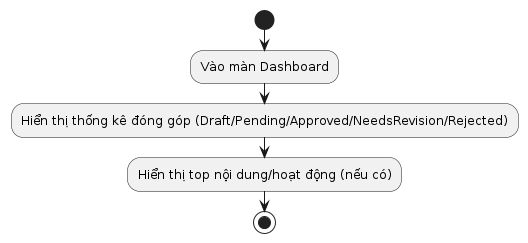 Vào màn Dashboard
Hiển thị thống kê đóng góp (Draft/Pending/Approved/NeedsRevision/Rejected)
Hiển thị top nội dung/hoạt động (nếu có)